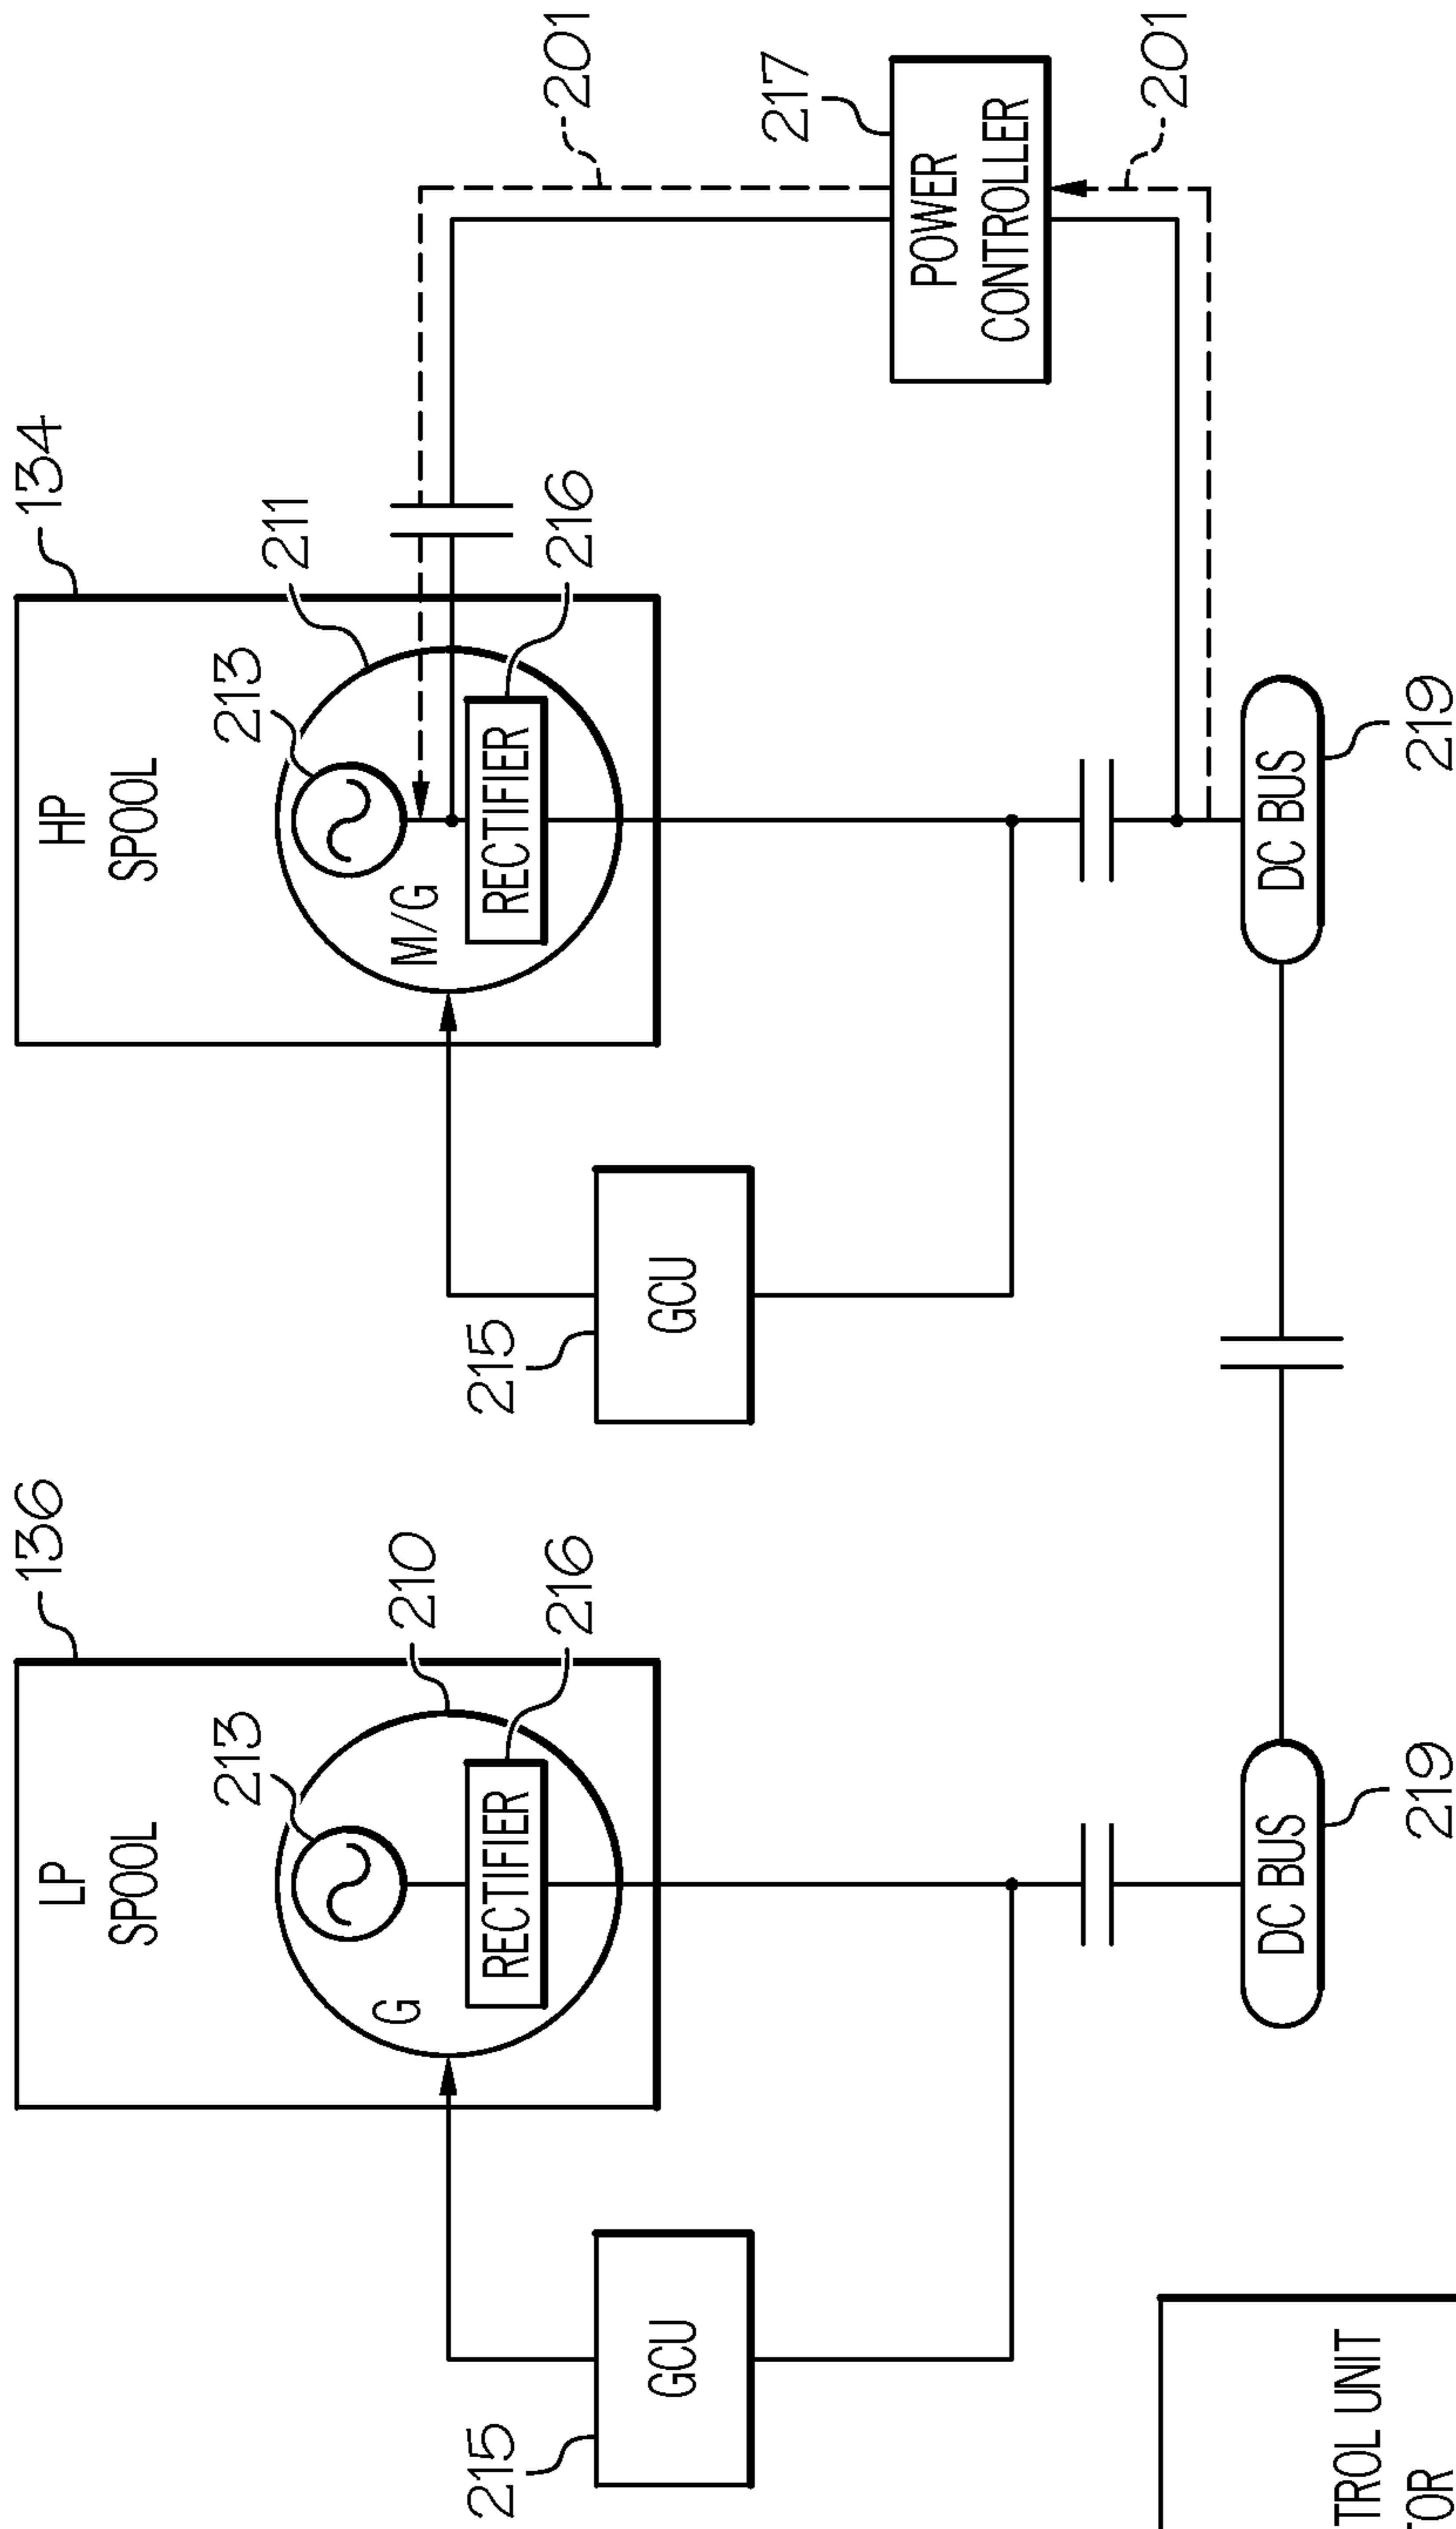 136
LP
SPOOL
213
210
G
RECTIFIER
216
215
GCU
134
HP
SPOOL
213
211
M/G
RECTIFIER
216
215
GCU
201
217
POWER
CONTROLLER
201
DC BUS
219
DC BUS
219
TROL UNIT
TOR